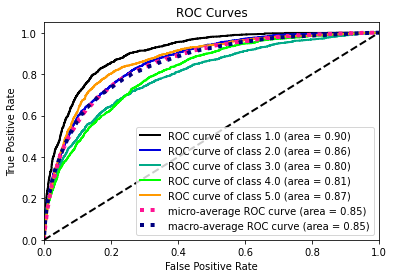 ROC Curves
True Positive Rate
1.0
0.8
0.6
0.4
0.2
0.0
ROC curve of class 1.0 (area = 0.90)
ROC curve of class 2.0 (area = 0.86)
ROC curve of class 3.0 (area = 0.80)
ROC curve of class 4.0 (area = 0.81)
ROC curve of class 5.0 (area = 0.87)
micro-average ROC curve (area = 0.85)
macro-average ROC curve (area = 0.85)
0.0 0.2 0.4 0.6 0.8 1.0
False Positive Rate